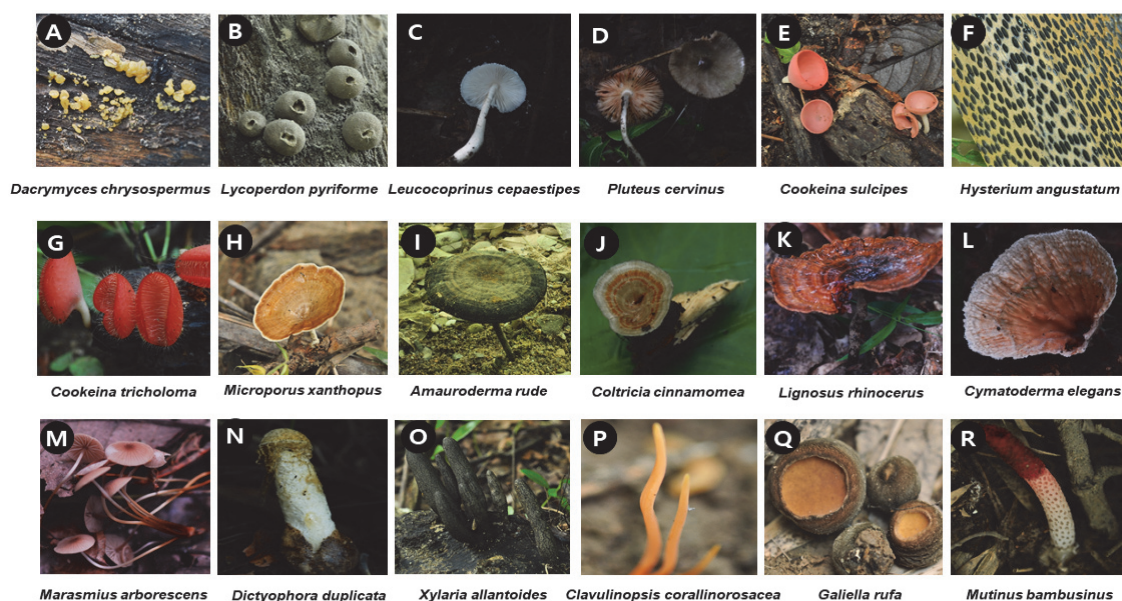 A B C D E F
Dacrymyces chrysospermus Lycoperdon pyriforme Leucocoprinus cepaestipes Pluteus cervinus Cookeina sulcipes Hysterium angustatum
G H I J K L
Cookeina tricholoma Microporus xanthopus Amauroderma rude Coltricia cinnamomea Lignosus rhinocerus Cymatoderma elegans
M N O P Q R
Marasmius arborescens Dictyophora duplicata Xylaria allantoides Clavulinopsis corallinorosacea Galiella rufa Mutinus bambusinus